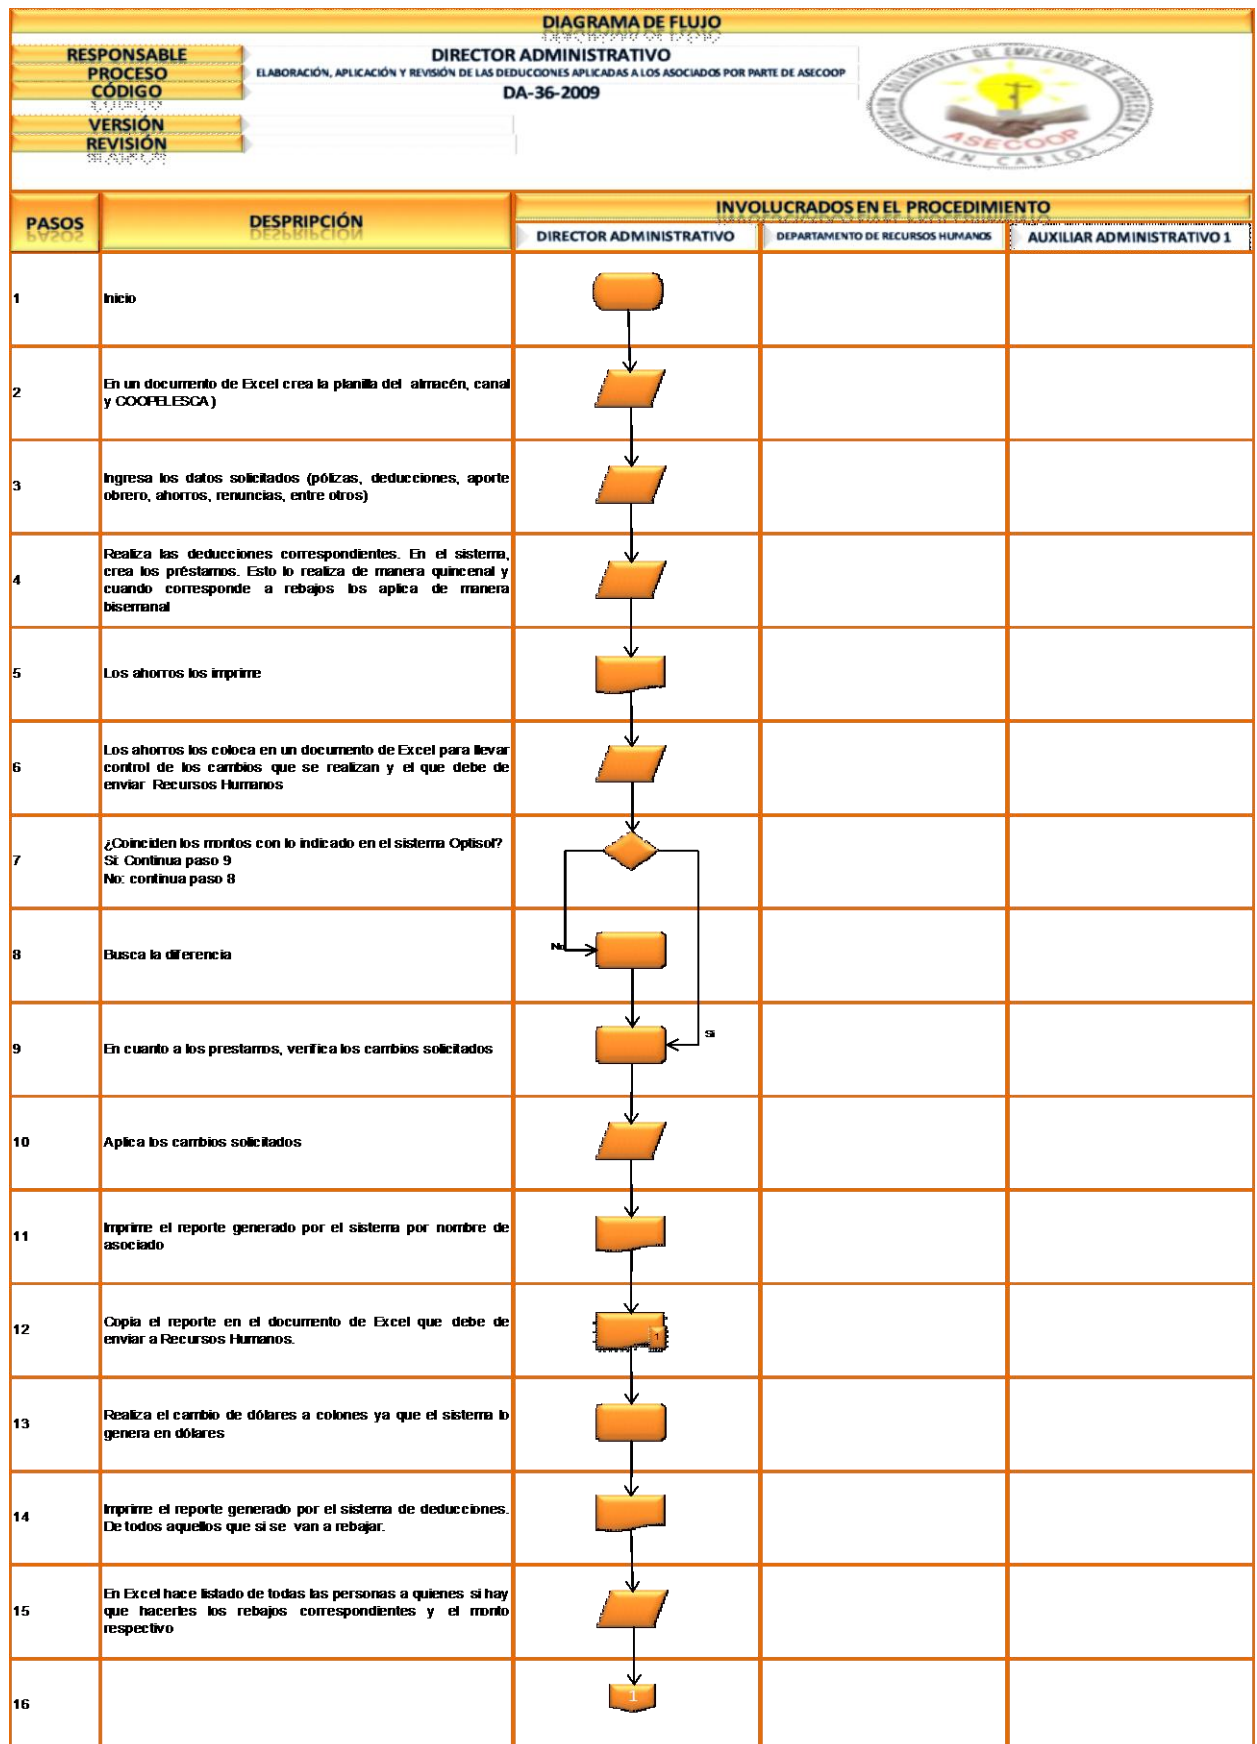 DIAGRAMA DE FLUJO
RESPONSABLE
DIRECTOR ADMINISTRATIVO
PROCESO
ELABORACIÓN, APLICACIÓN Y REVISIÓN DE LAS DEDUCCIONES APLICADAS A LOS ASOCIADOS POR PARTE DE ASECOOP
CÓDIGO
DA-36-2009
VERSIÓN
REVISIÓN
ASOCIACION SOLIDARISTA DE EMPLEADOS DE COOPELESCA R.L.
ASECOOP
SAN CARLOS
PASOS
DESPRIPCIÓN
INVOLUCRADOS EN EL PROCEDIMIENTO
DIRECTOR ADMINISTRATIVO
DEPARTAMENTO DE RECURSOS HUMANOS
AUXILIAR ADMINISTRATIVO 1
1
Inicio
2
En un documento de Excel crea la planilla del almacén, canal
y COOPELESCA )
3
Ingresa los datos solicitados (pólizas, deducciones, aporte
obrero, ahorros, renuncias, entre otros)
4
Realiza las deducciones correspondientes. En el sistema,
crea los préstamos. Esto lo realiza de manera quincenal y
cuando corresponde a rebajos los aplica de manera
bisemanal
5
Los ahorros los imprime
6
Los ahorros los coloca en un documento de Excel para llevar
control de los cambios que se realizan y el que debe de
enviar Recursos Humanos
7
¿Coinciden los montos con lo indicado en el sistema Optisol?
Si: Continua paso 9
No: continua paso 8
8
Busca la diferencia
No
9
En cuanto a los prestamos, verifica los cambios solicitados
Si
10
Aplica los cambios solicitados
11
Imprime el reporte generado por el sistema por nombre de
asociado
12
Copia el reporte en el documento de Excel que debe de
enviar a Recursos Humanos.
1
13
Realiza el cambio de dólares a colones ya que el sistema lo
genera en dólares
14
Imprime el reporte generado por el sistema de deducciones.
De todos aquellos que si se van a rebajar.
15
En Excel hace listado de todas las personas a quienes si hay
que hacerles los rebajos correspondientes y el monto
respectivo
16
1